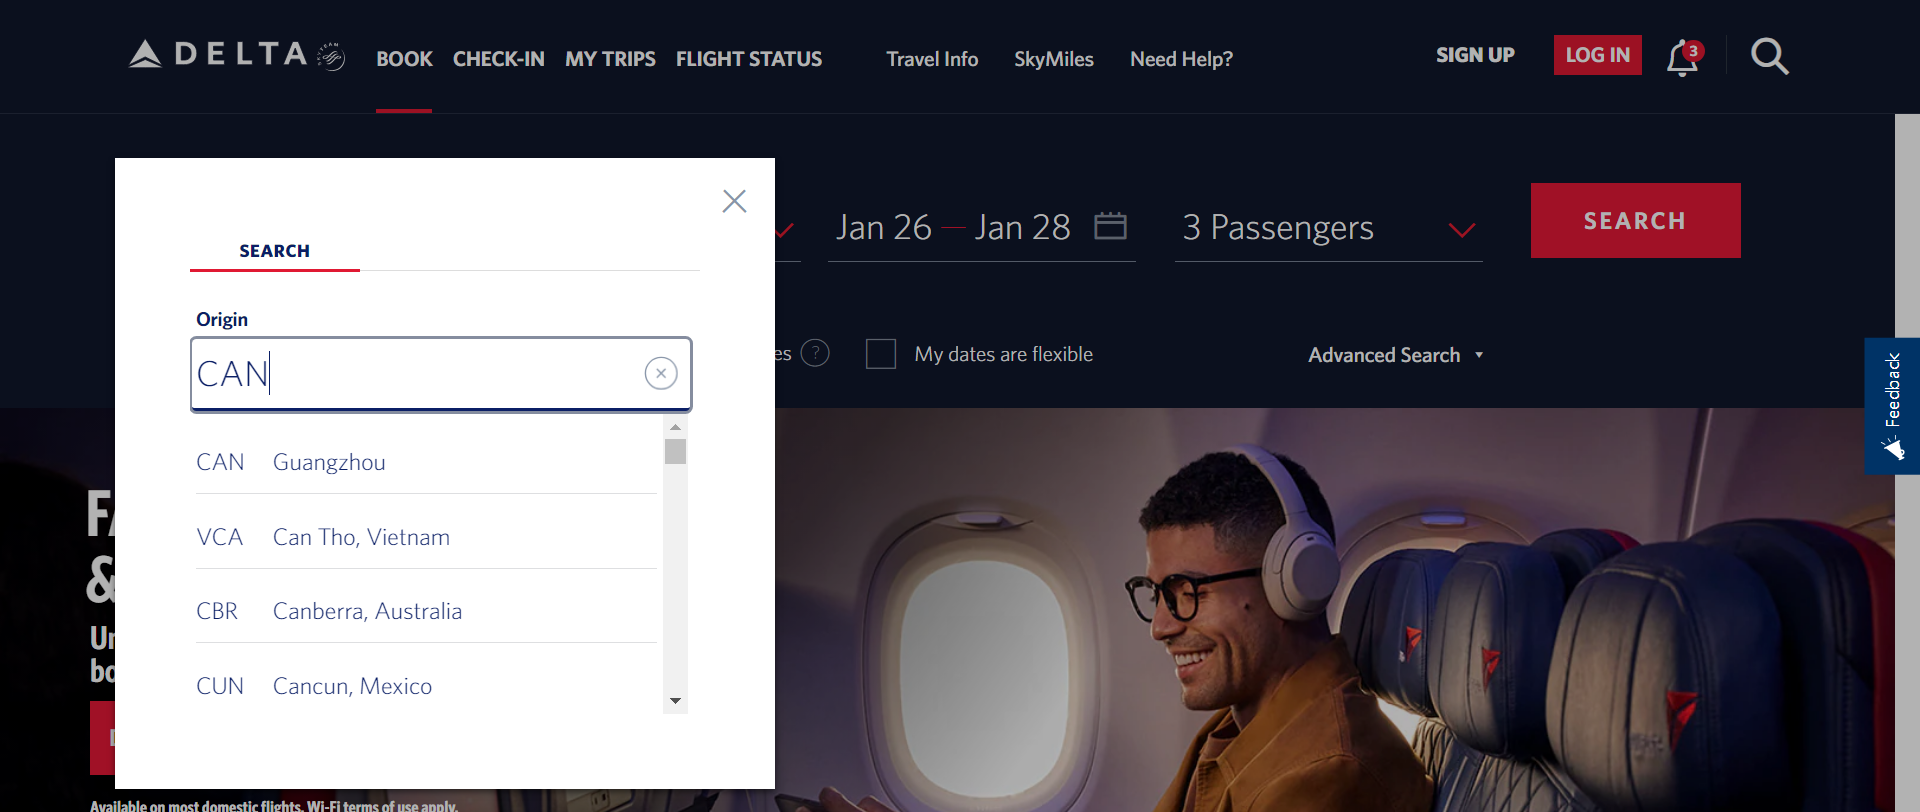 DELTA
BOOK CHECK-IN MY TRIPS FLIGHT STATUS Travel Info SkyMiles Need Help? SIGN UP LOG IN 3
SEARCH
Jan 26 — Jan 28 3 Passengers SEARCH
Origin
CAN
? My dates are flexible Advanced Search
Feedback
CAN Guangzhou
VCA Can Tho, Vietnam
CBR Canberra, Australia
CUN Cancun, Mexico
&
Available on most domestic flights. Wi-Fi terms of use apply.